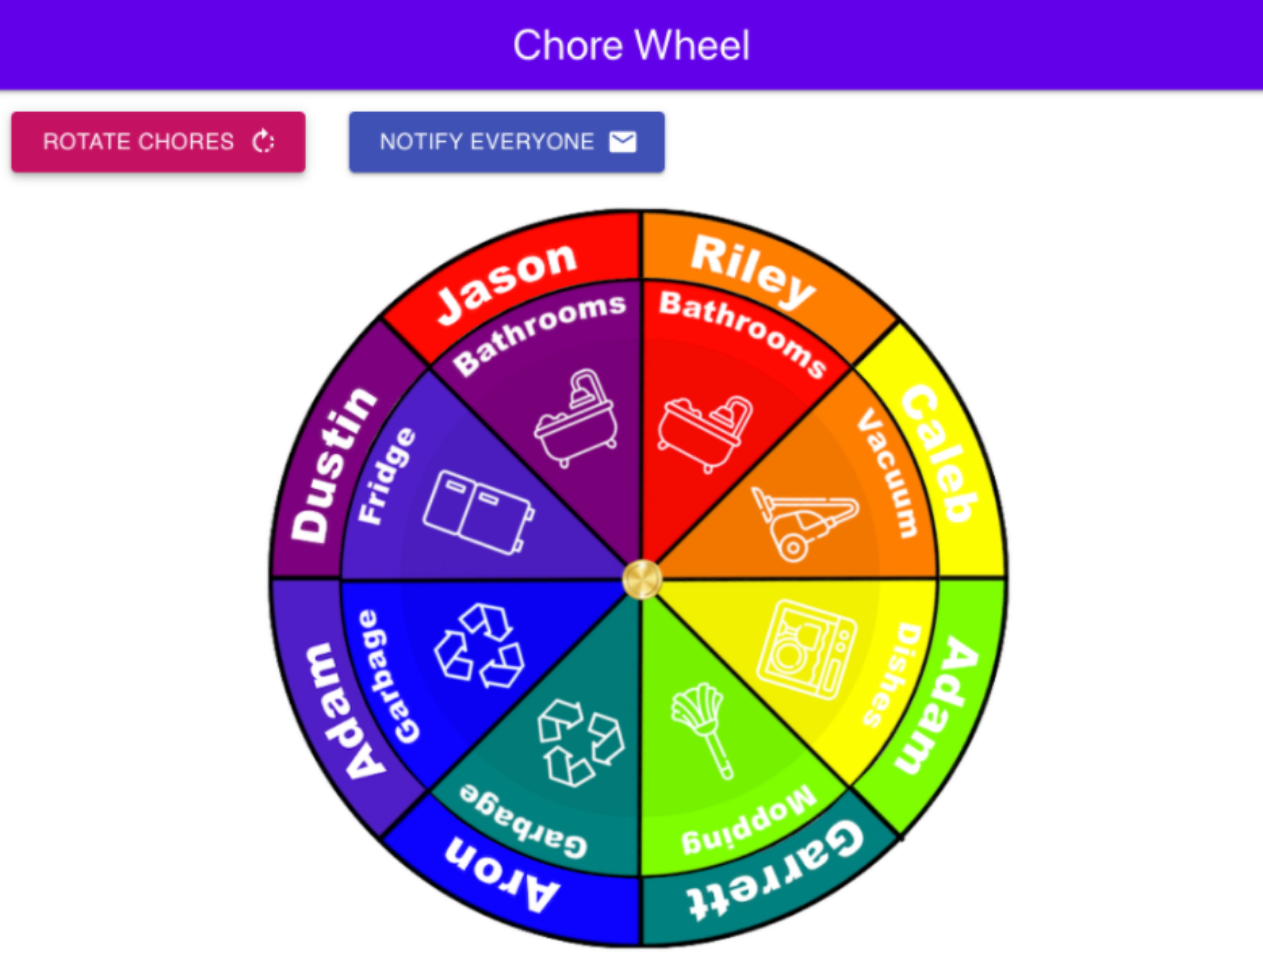 Chore Wheel
ROTATE CHORES
NOTIFY EVERYONE
Jason
Riley
Caleb
Adam
Garrett
Aron
Adam
Dustin
Bathrooms
Bathrooms
Vacuum
Dishes
Mopping
Garbage
Garbage
Fridge